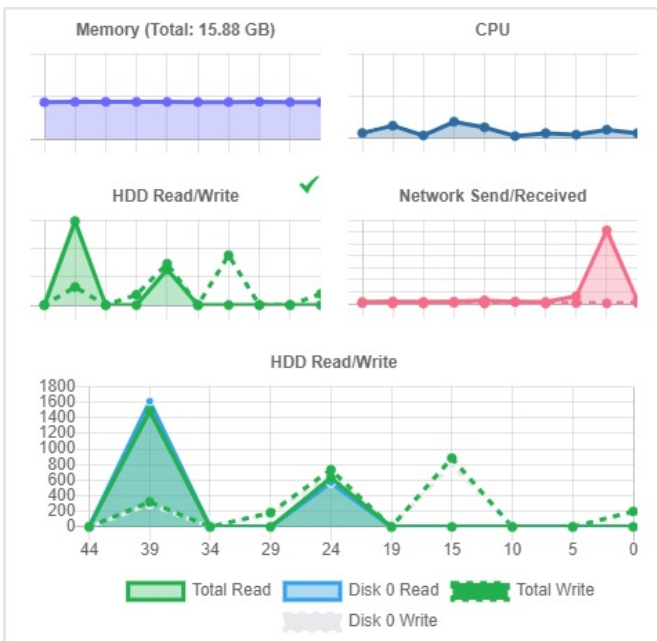 Memory (Total: 15.88 GB)
CPU
HDD Read/Write
Network Send/Received
HDD Read/Write
1800
1600
1400
1200
1000
800
600
400
200
0
44 39 34 29 24 19 15 10 5 0
Total Read Disk 0 Read Total Write
Disk 0 Write